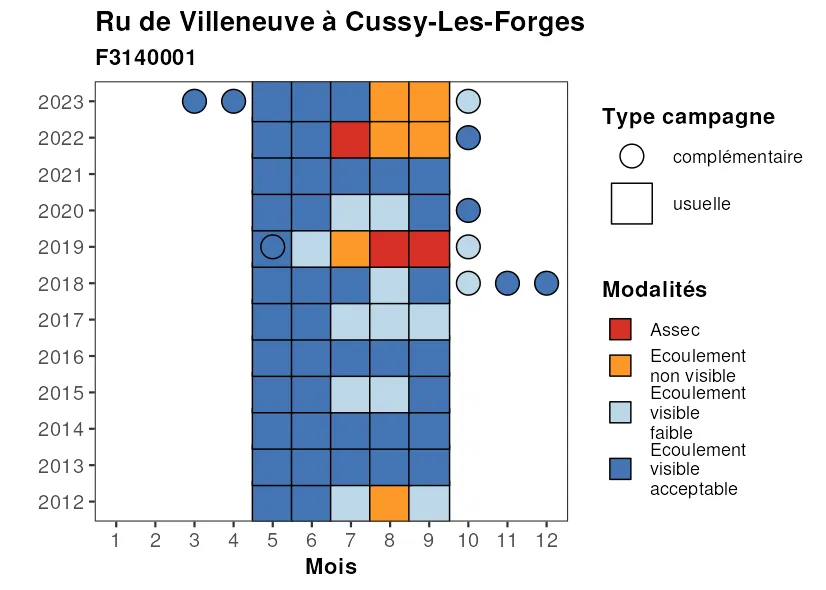 Ru de Villeneuve à Cussy-Les-Forges
F3140001
2023
2022
2021
2020
2019
2018
2017
2016
2015
2014
2013
2012
1 2 3 4 5 6 7 8 9 10 11 12
Mois
Type campagne
complémentaire
usuelle
Modalités
Assec
Ecoulement
non visible
Ecoulement
visible
faible
Ecoulement
visible
acceptable